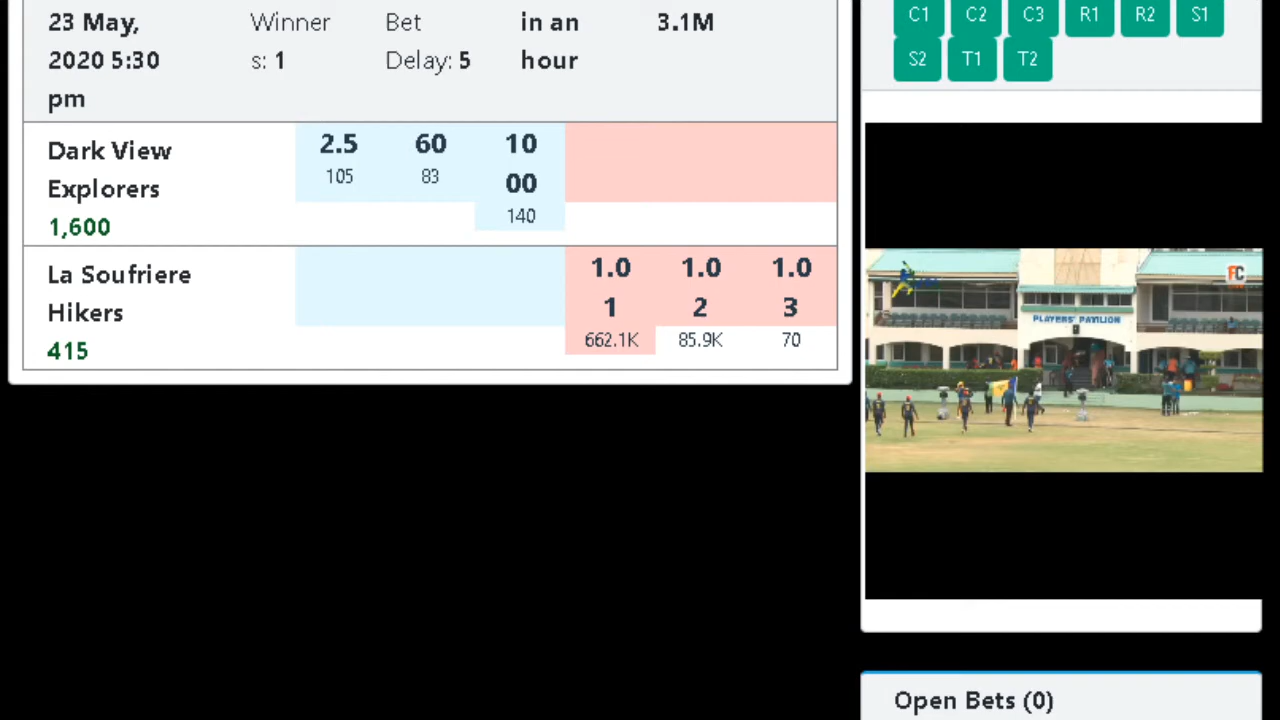 23 May,
2020 5:30
pm
Winner
s: 1
Bet
Delay: 5
in an
hour
3.1M
Dark View
Explorers
1,600
2.5
105
60
83
10
00
140
La Soufriere
Hikers
415
1.0
1
662.1K
1.0
2
85.9K
1.0
3
70
C1 C2 C3 R1 R2 S1
S2 T1 T2
FC
PLAYERS' PAVILION
Open Bets (0)